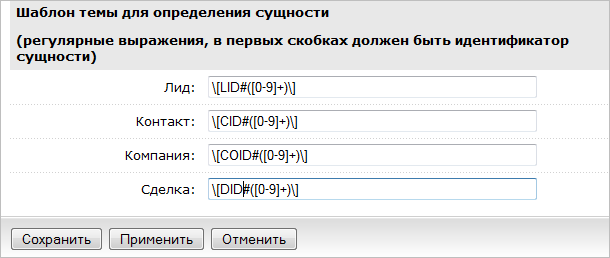 Шаблон темы для определения сущности
(регулярные выражения, в первых скобках должен быть идентификатор
сущности)
Лид: \[LID#([0-9]+)\]
Контакт: \[CID#([0-9]+)\]
Компания: \[COID#([0-9]+)\]
Сделка: \[DID#([0-9]+)\]
Сохранить Применить Отменить